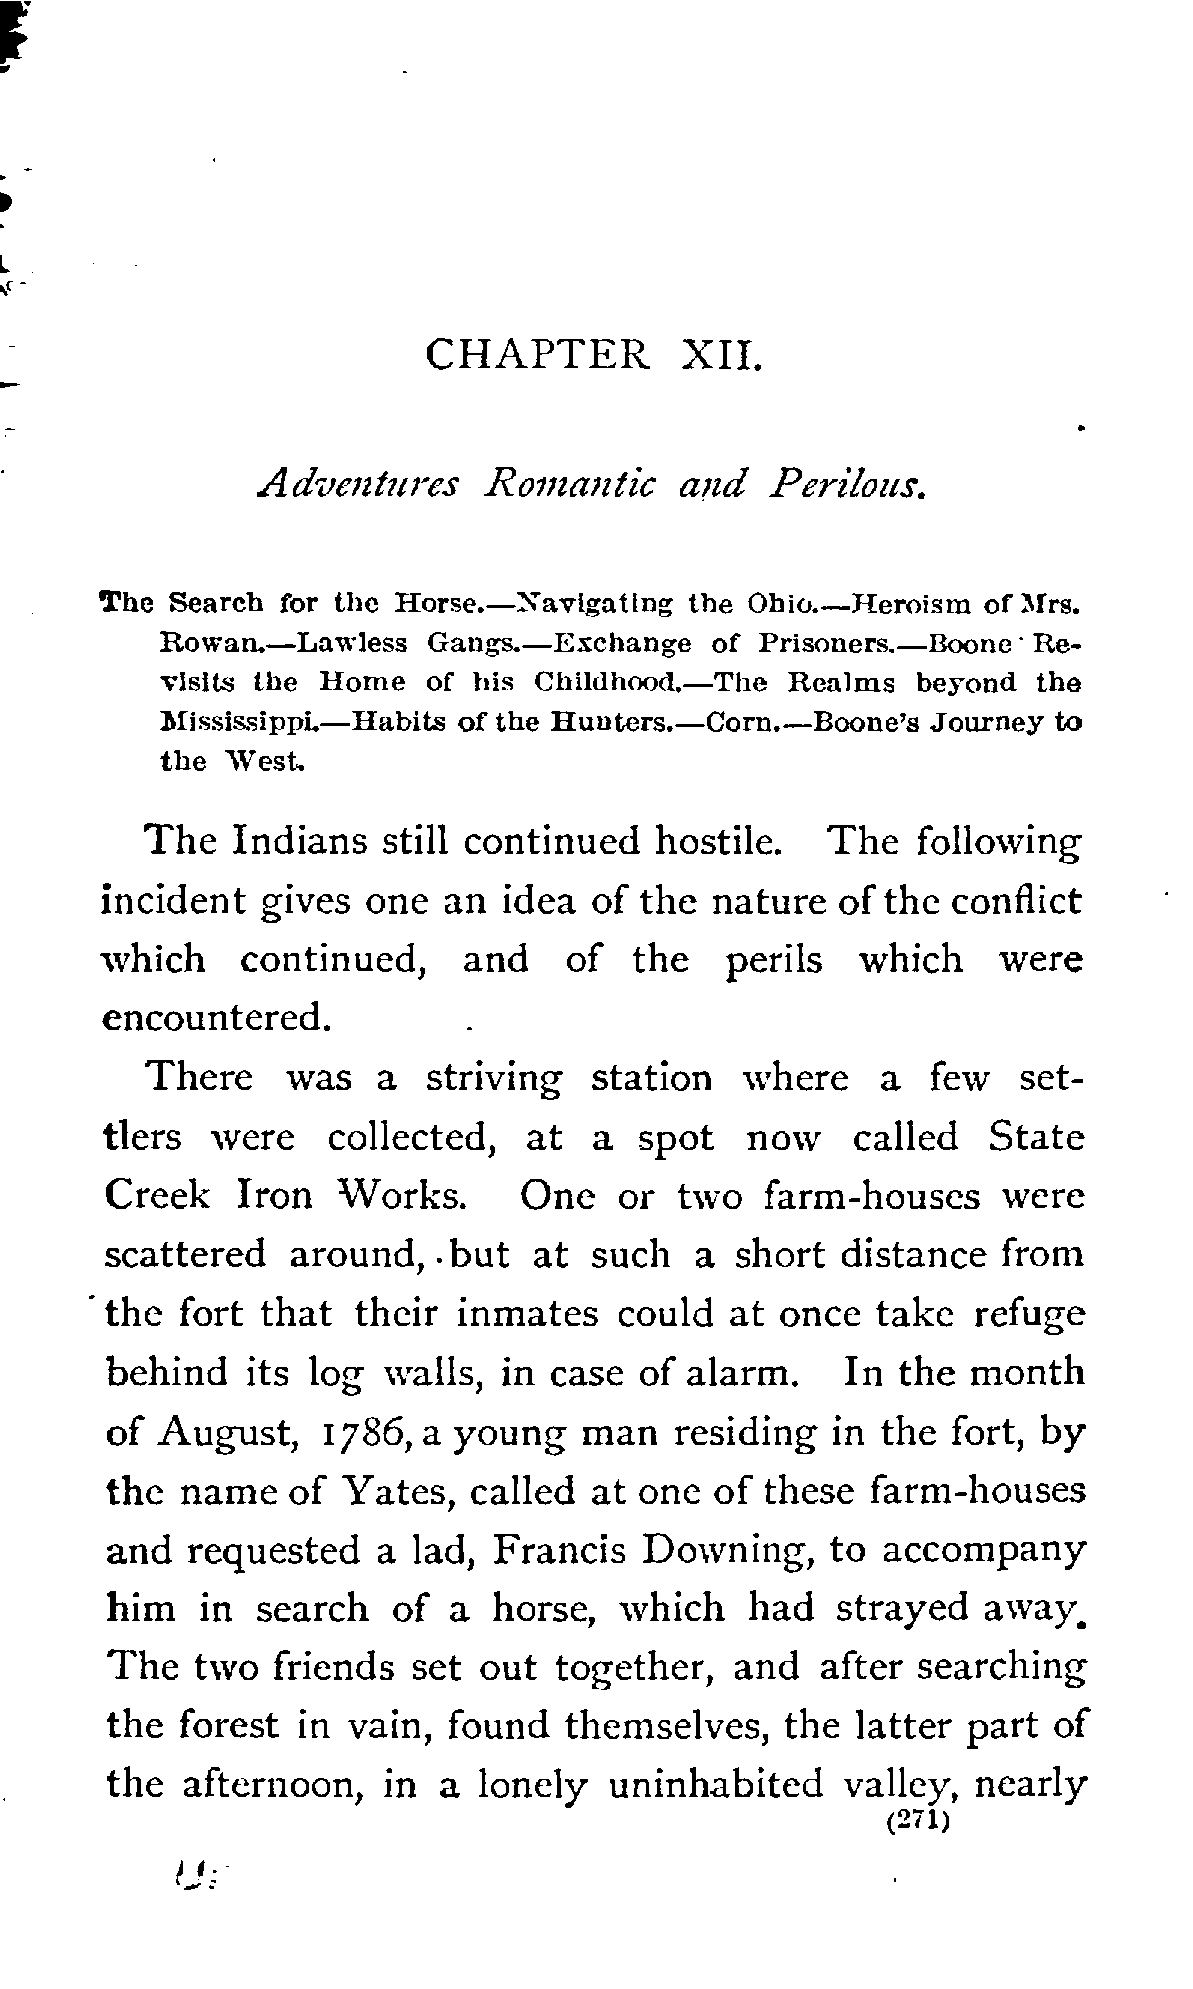 CHAPTER XII.
Adventures Romantic and Perilous.
The Search for the Horse.—Navigating the Ohio.—Heroism of Mrs.
Rowan.—Lawless Gangs.—Exchange of Prisoners.—Boone Re-
visits the Home of his Childhood.—The Realms beyond the
Mississippi.—Habits of the Hunters.—Corn.—Boone's Journey to
the West.
The Indians still continued hostile. The following
incident gives one an idea of the nature of the conflict
which continued, and of the perils which were
encountered.
There was a striving station where a few set-
tlers were collected, at a spot now called State
Creek Iron Works. One or two farm-houses were
scattered around, but at such a short distance from
the fort that their inmates could at once take refuge
behind its log walls, in case of alarm. In the month
of August, 1786, a young man residing in the fort, by
the name of Yates, called at one of these farm-houses
and requested a lad, Francis Downing, to accompany
him in search of a horse, which had strayed away.
The two friends set out together, and after searching
the forest in vain, found themselves, the latter part of
the afternoon, in a lonely uninhabited valley, nearly
(271)